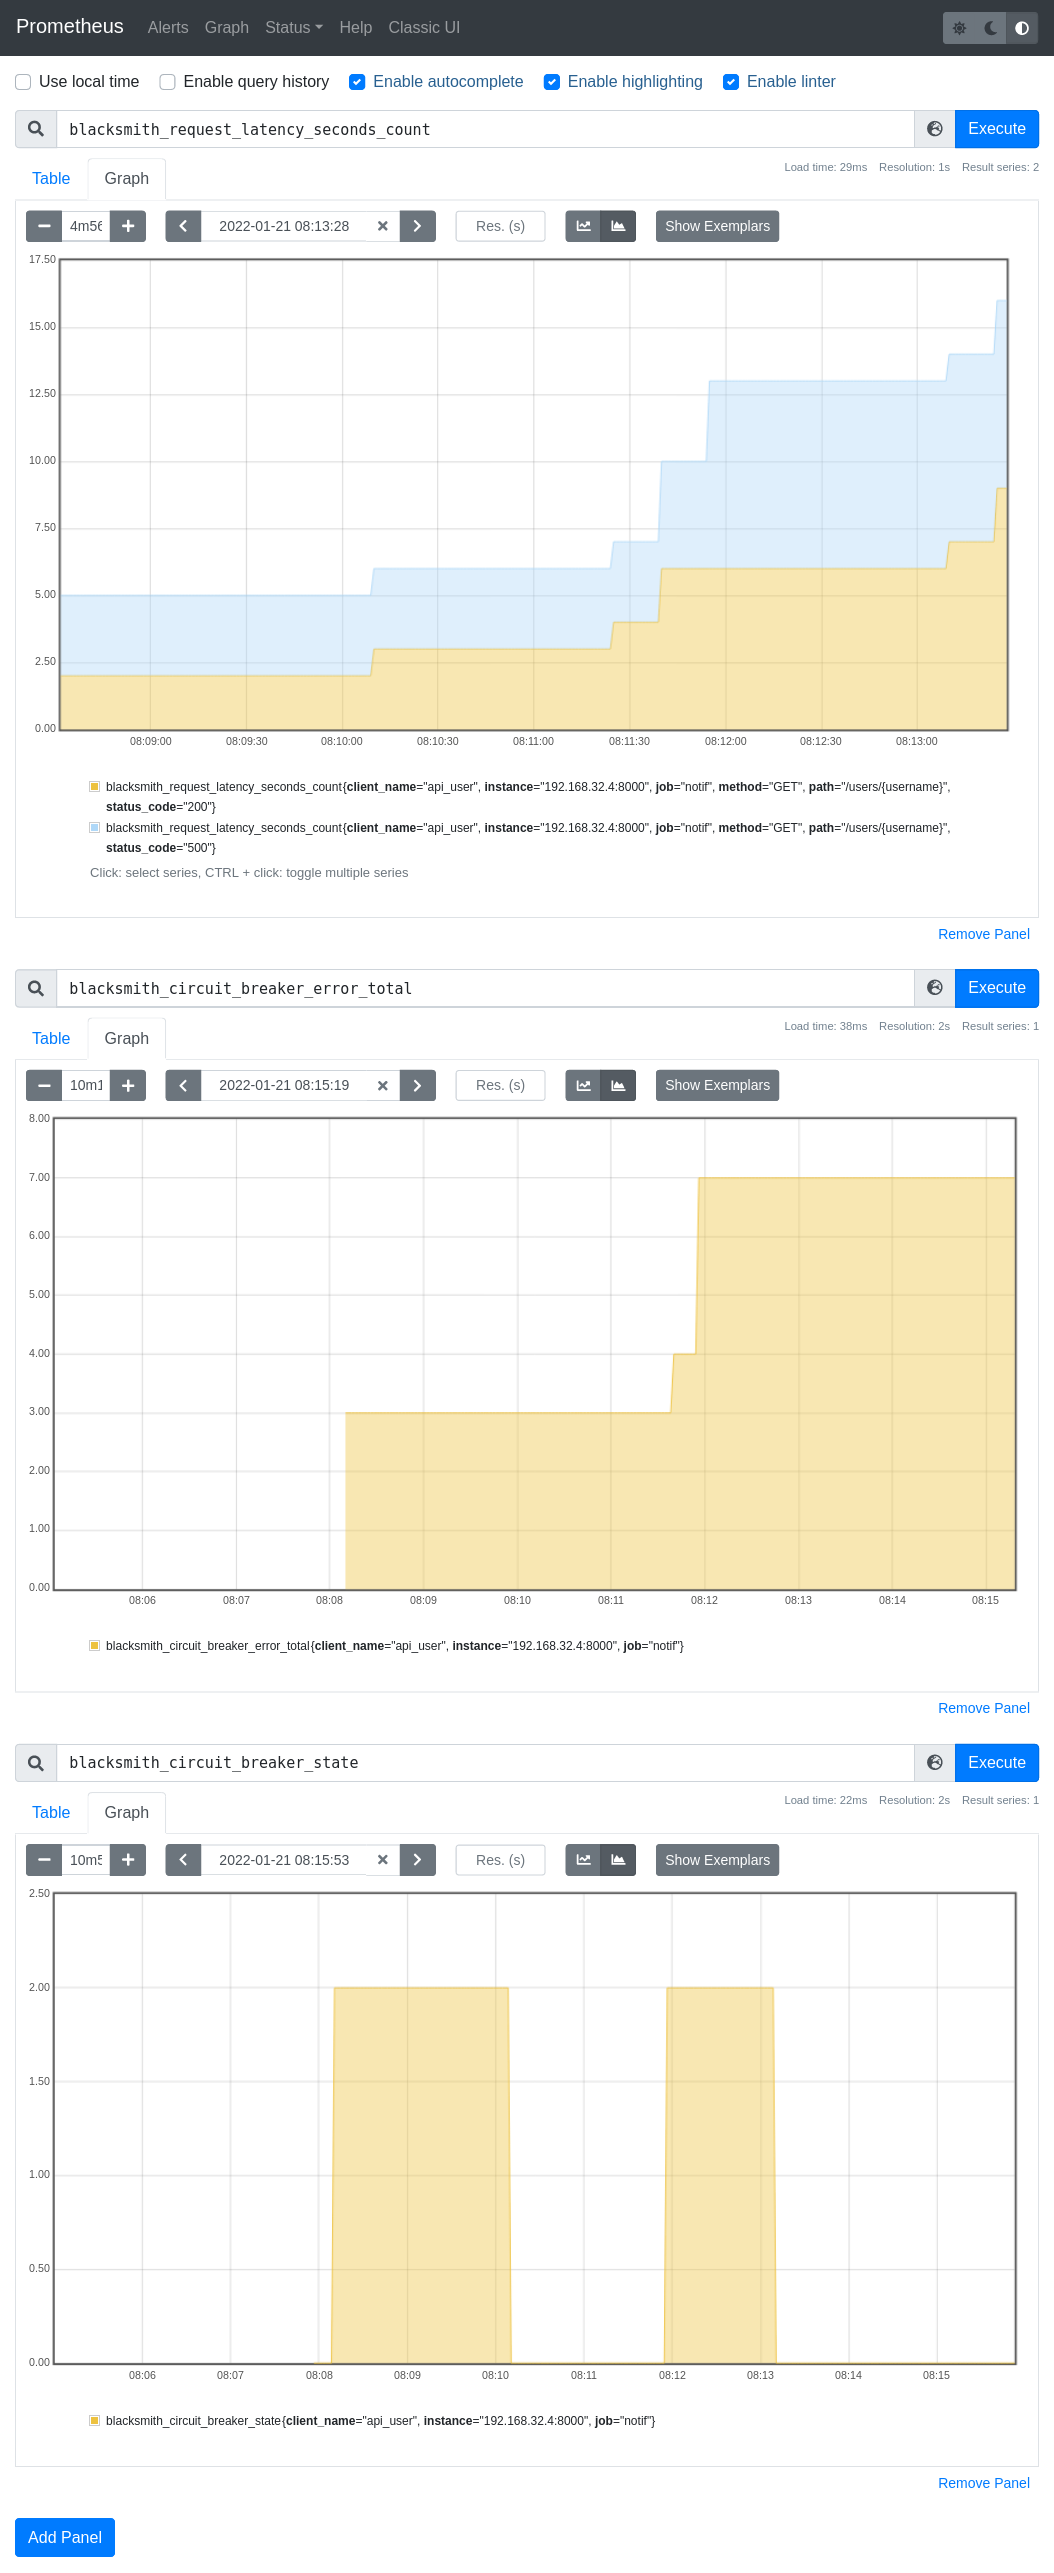 Prometheus Alerts Graph Status Help Classic UI
Use local time Enable query history Enable autocomplete Enable highlighting Enable linter
blacksmith_request_latency_seconds_count Execute
Load time: 29ms Resolution: 1s Result series: 2
Table Graph
4m56 2022-01-21 08:13:28 Res. (s) Show Exemplars
17.50
15.00
12.50
10.00
7.50
5.00
2.50
0.00
08:09:00 08:09:30 08:10:00 08:10:30 08:11:00 08:11:30 08:12:00 08:12:30 08:13:00
blacksmith_request_latency_seconds_count{client_name="api_user", instance="192.168.32.4:8000", job="notif", method="GET", path="/users/{username}",
status_code="200"}
blacksmith_request_latency_seconds_count{client_name="api_user", instance="192.168.32.4:8000", job="notif", method="GET", path="/users/{username}",
status_code="500"}
Click: select series, CTRL + click: toggle multiple series
Remove Panel
blacksmith_circuit_breaker_error_total Execute
Load time: 38ms Resolution: 2s Result series: 1
Table Graph
10m1 2022-01-21 08:15:19 Res. (s) Show Exemplars
8.00
7.00
6.00
5.00
4.00
3.00
2.00
1.00
0.00
08:06 08:07 08:08 08:09 08:10 08:11 08:12 08:13 08:14 08:15
blacksmith_circuit_breaker_error_total{client_name="api_user", instance="192.168.32.4:8000", job="notif"}
Remove Panel
blacksmith_circuit_breaker_state Execute
Load time: 22ms Resolution: 2s Result series: 1
Table Graph
10m5 2022-01-21 08:15:53 Res. (s) Show Exemplars
2.50
2.00
1.50
1.00
0.50
0.00
08:06 08:07 08:08 08:09 08:10 08:11 08:12 08:13 08:14 08:15
blacksmith_circuit_breaker_state{client_name="api_user", instance="192.168.32.4:8000", job="notif"}
Remove Panel
Add Panel